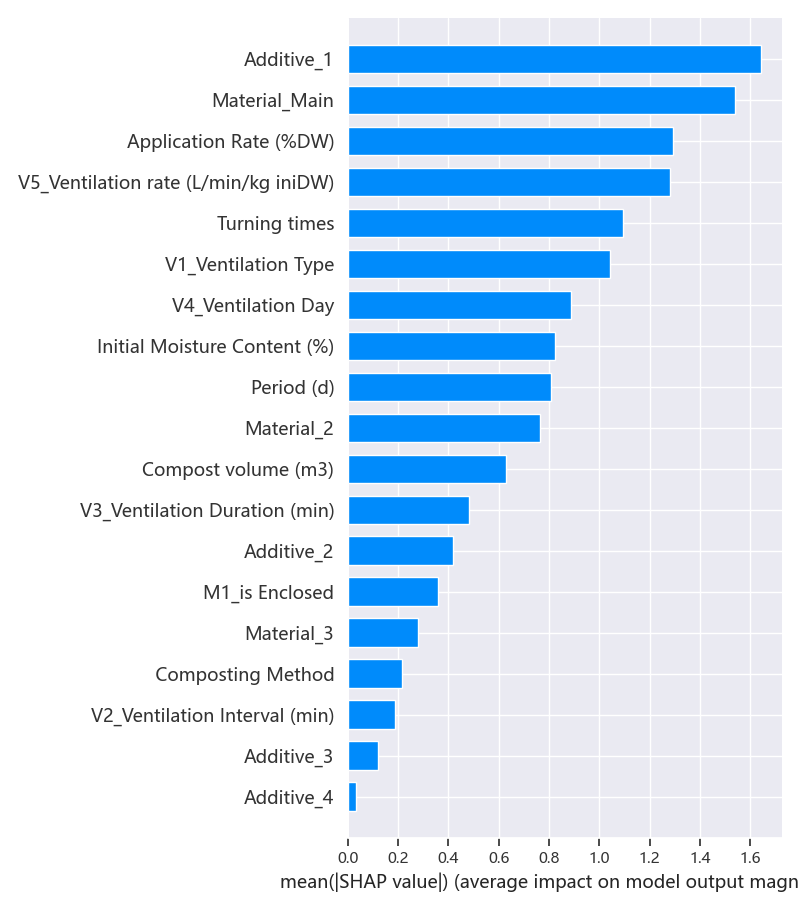 Additive_1
Material_Main
Application Rate (%DW)
V5_Ventilation rate (L/min/kg iniDW)
Turning times
V1_Ventilation Type
V4_Ventilation Day
Initial Moisture Content (%)
Period (d)
Material_2
Compost volume (m3)
V3_Ventilation Duration (min)
Additive_2
M1_is Enclosed
Material_3
Composting Method
V2_Ventilation Interval (min)
Additive_3
Additive_4
0.0 0.2 0.4 0.6 0.8 1.0 1.2 1.4 1.6
mean(|SHAP value|) (average impact on model output magn